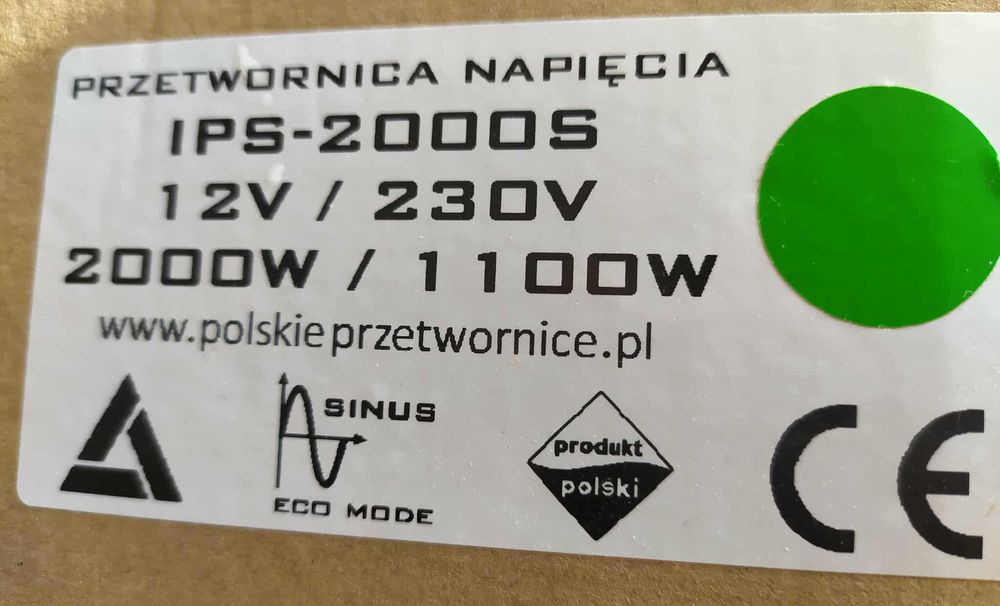 PRZETWORNICA NAPIĘCIA
IPS-2000S
12V / 230V
2000W / 1100W
www.polskieprzetwornice.pl
SINUS
ECO MODE
produkt
polski
CE